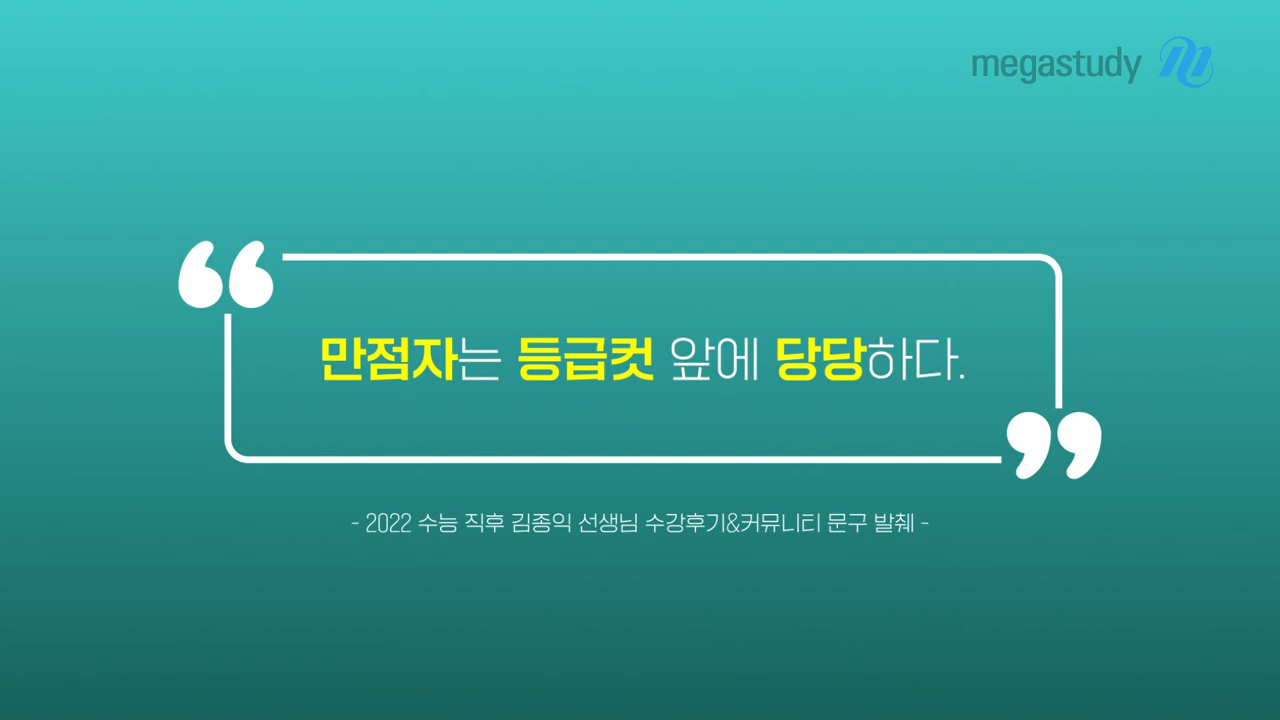 megastudy
만점자는 등급컷 앞에 당당하다.
- 2022 수능 직후 김종익 선생님 수강후기&커뮤니티 문구 발췌 -